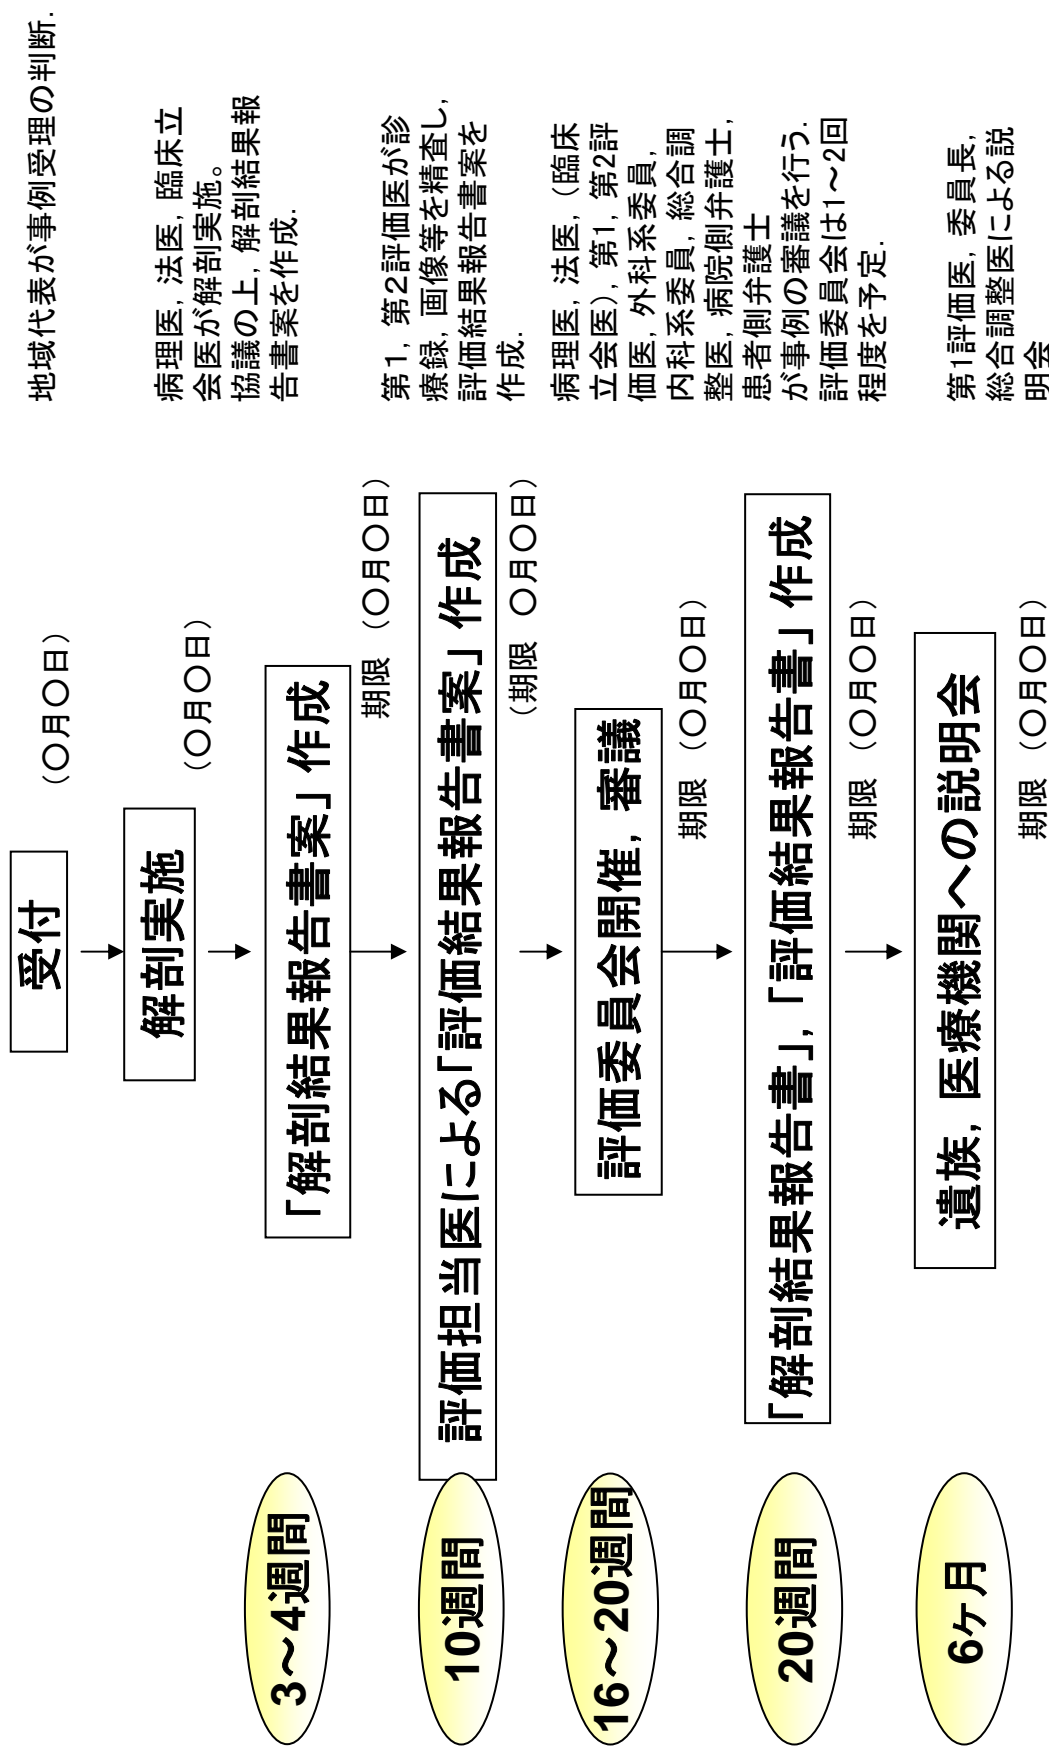 受付
（〇月〇日）
地域代表が事例受理の判断．
解剖実施
（〇月〇日）
病理医，法医，臨床立
会医が解剖実施。
協議の上，解剖結果報
告書案を作成．
3～4週間
「解剖結果報告書案」作成
期限　（〇月〇日）
10週間
評価担当医による「評価結果報告書案」作成
（期限　〇月〇日）
第1，第２評価医が診
療録，画像等を精査し，
評価結果報告書案を
作成．
16～20週間
評価委員会開催，審議
期限　（〇月〇日）
病理医，法医，（臨床
立会医），第1，第2評
価医，外科系委員，
内科系委員，総合調
整医，病院側弁護士，
患者側弁護士
が事例の審議を行う．
評価委員会は1～2回
程度を予定．
20週間
「解剖結果報告書」，「評価結果報告書」作成
期限　（〇月〇日）
6ヶ月
遺族，医療機関への説明会
期限　（〇月〇日）
第1評価医，委員長，
総合調整医による説
明会